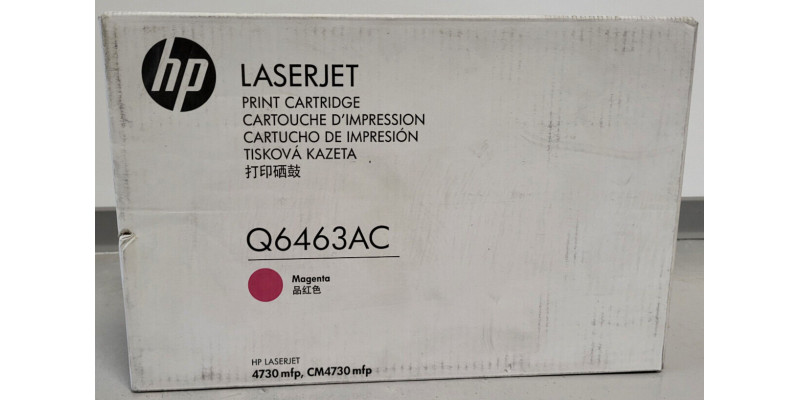 hp
LASERJET
PRINT CARTRIDGE
CARTOUCHE D'IMPRESSION
CARTUCHO DE IMPRESIÓN
TISKOVÁ KAZETA
打印硒鼓
Q6463AC
Magenta
品红色
HP LASERJET
4730 mfp, CM4730 mfp